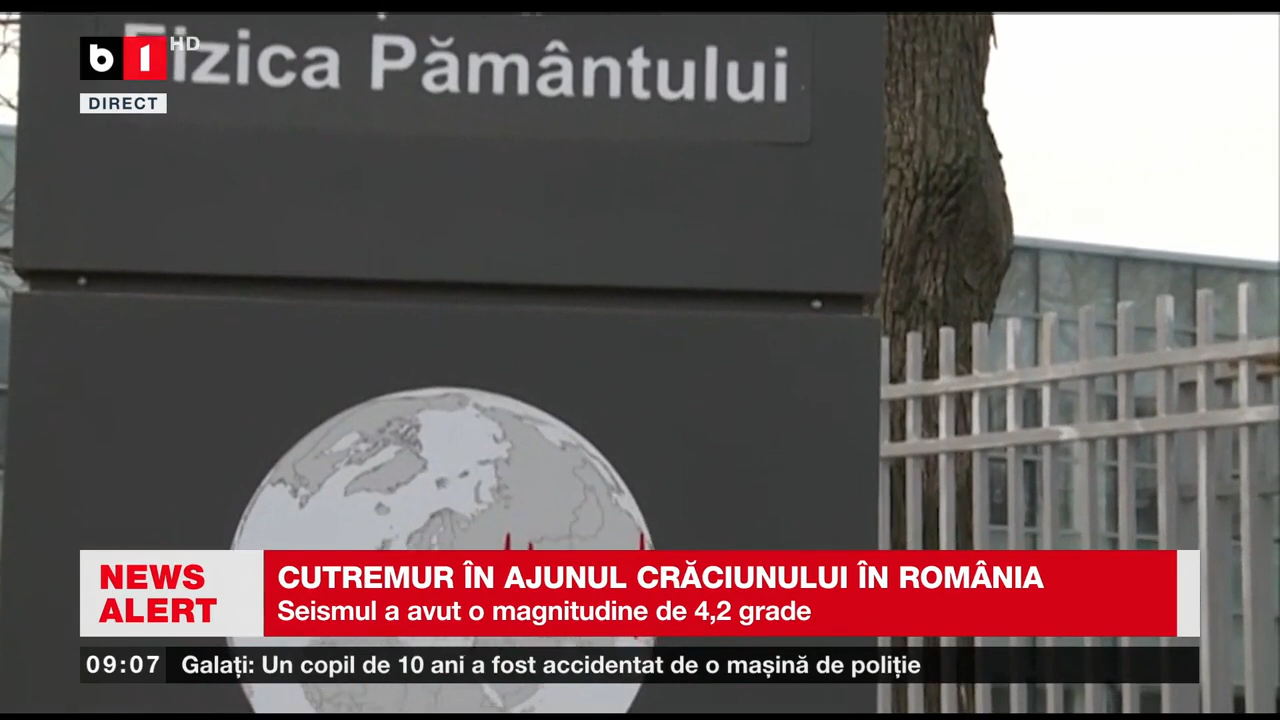 Fizica Pământului
b1 HD
DIRECT
NEWS
ALERT
CUTREMUR ÎN AJUNUL CRĂCIUNULUI ÎN ROMÂNIA
Seismul a avut o magnitudine de 4,2 grade
09:07 Galați: Un copil de 10 ani a fost accidentat de o mașină de poliție